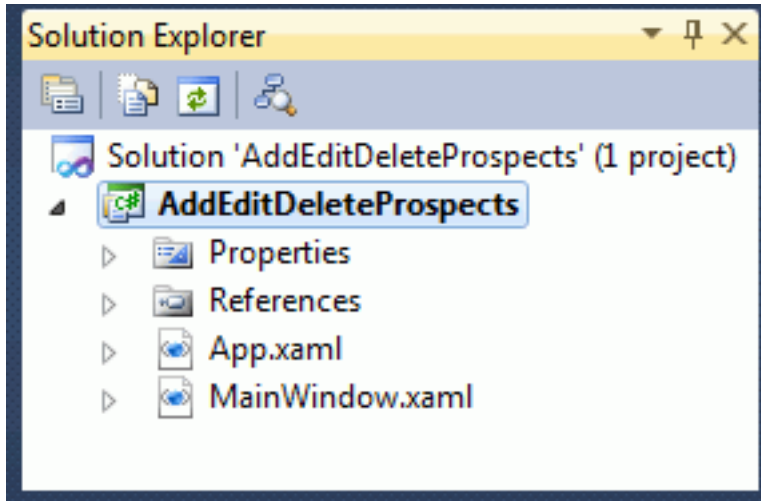 Solution Explorer
Solution 'AddEditDeleteProspects' (1 project)
C# AddEditDeleteProspects
Properties
References
App.xaml
MainWindow.xaml